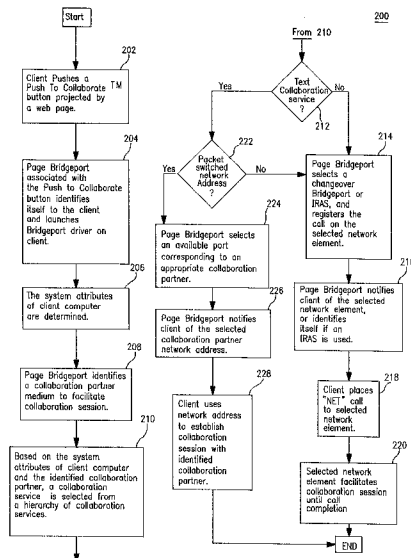 200
Start
202
Client Pushes a
Push To Collaborate TM
button projected by
a web page.
204
Page Bridgeport
associated with
the Push to Collaborate
button identifies
itself to the client
and launches
Bridgeport driver on
client.
206
The system attributes
of client computer
are determined.
208
Page Bridgeport identifies
a collaboration partner
medium to facilitate
collaboration session.
210
Based on the system
attributes of client computer
and the identified collaboration
partner, a collaboration
service is selected from
a hierarchy of collaboration
services.
From 210
Text
Collaboration
service
?
212
Yes
No
222
Packet
switched network
Address
?
Yes
No
224
Page Bridgeport selects
an available port
corresponding to an
appropriate collaboration
partner.
226
Page Bridgeport notifies
client of the selected
collaboration partner
network address.
228
Client uses
network address
to establish
collaboration
session with
identified
collaboration
partner.
214
Page Bridgeport
selects a
changeover
Bridgeport or
IRAS, and
registers the
call on the
selected network
element.
216
Page Bridgeport notifies
client of the selected
network element,
or identifies
itself if an
IRAS is used.
218
Client places
"NET" call
to selected
network
element.
220
Selected network
element facilitates
collaboration session
until call
completion
END